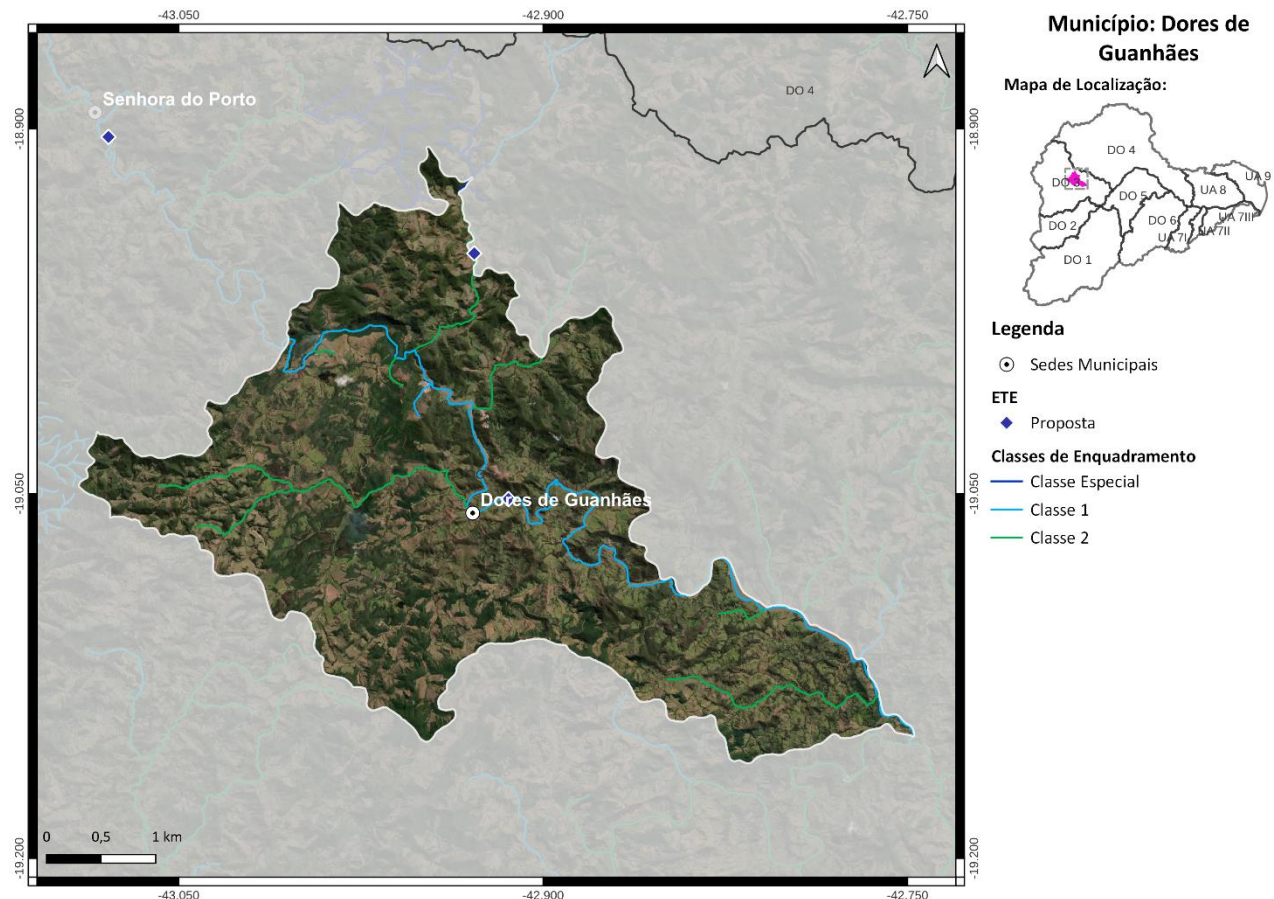 -43.050
-42.900
-42.750
Município: Dores de
Guanhães
Mapa de Localização:
Senhora do Porto
DO 4
-18.900
-18.900
DO 4
DO 3
DO 5
UA 8
UA 9
DO 2
DO 6
UA 7III
UA 7II
UA 7I
DO 1
Legenda
Sedes Municipais
ETE
Proposta
Classes de Enquadramento
Classe Especial
Classe 1
Classe 2
-19.050
-19.050
Dores de Guanhães
0 0,5 1 km
-19.200
-19.200
-43.050
-42.900
-42.750